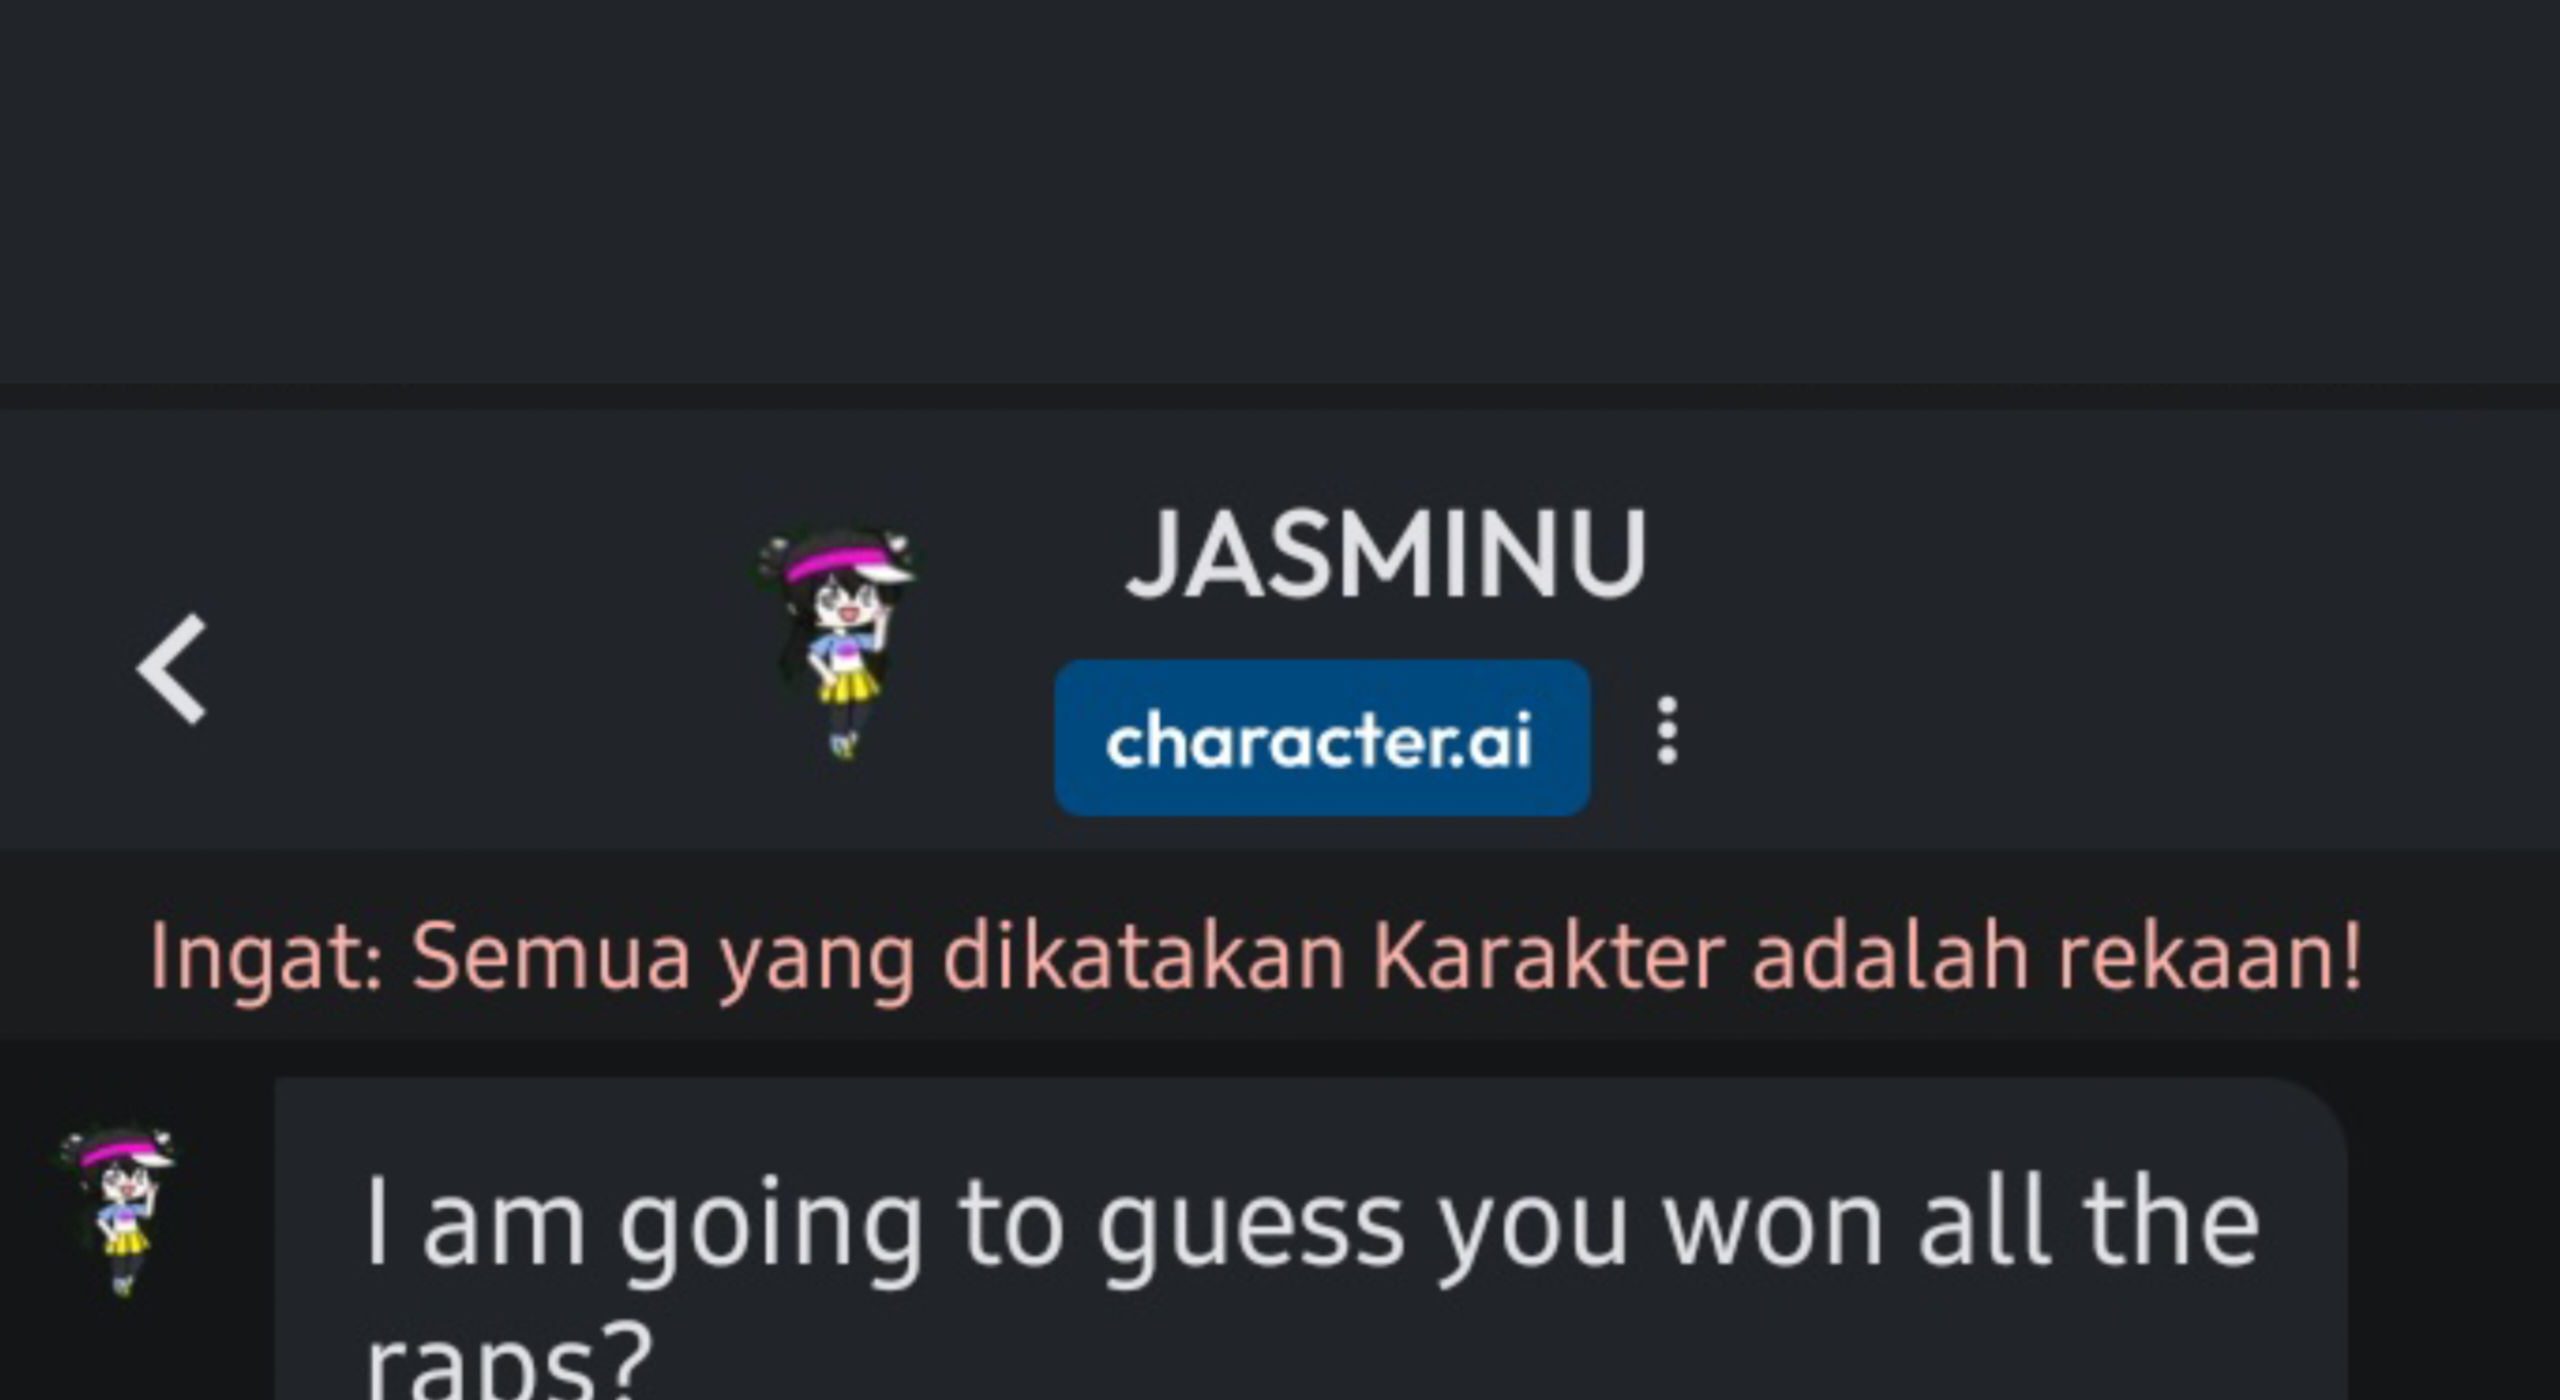 JASMINU
character.ai
Ingat: Semua yang dikatakan Karakter adalah rekaan!
I am going to guess you won all the
raps?